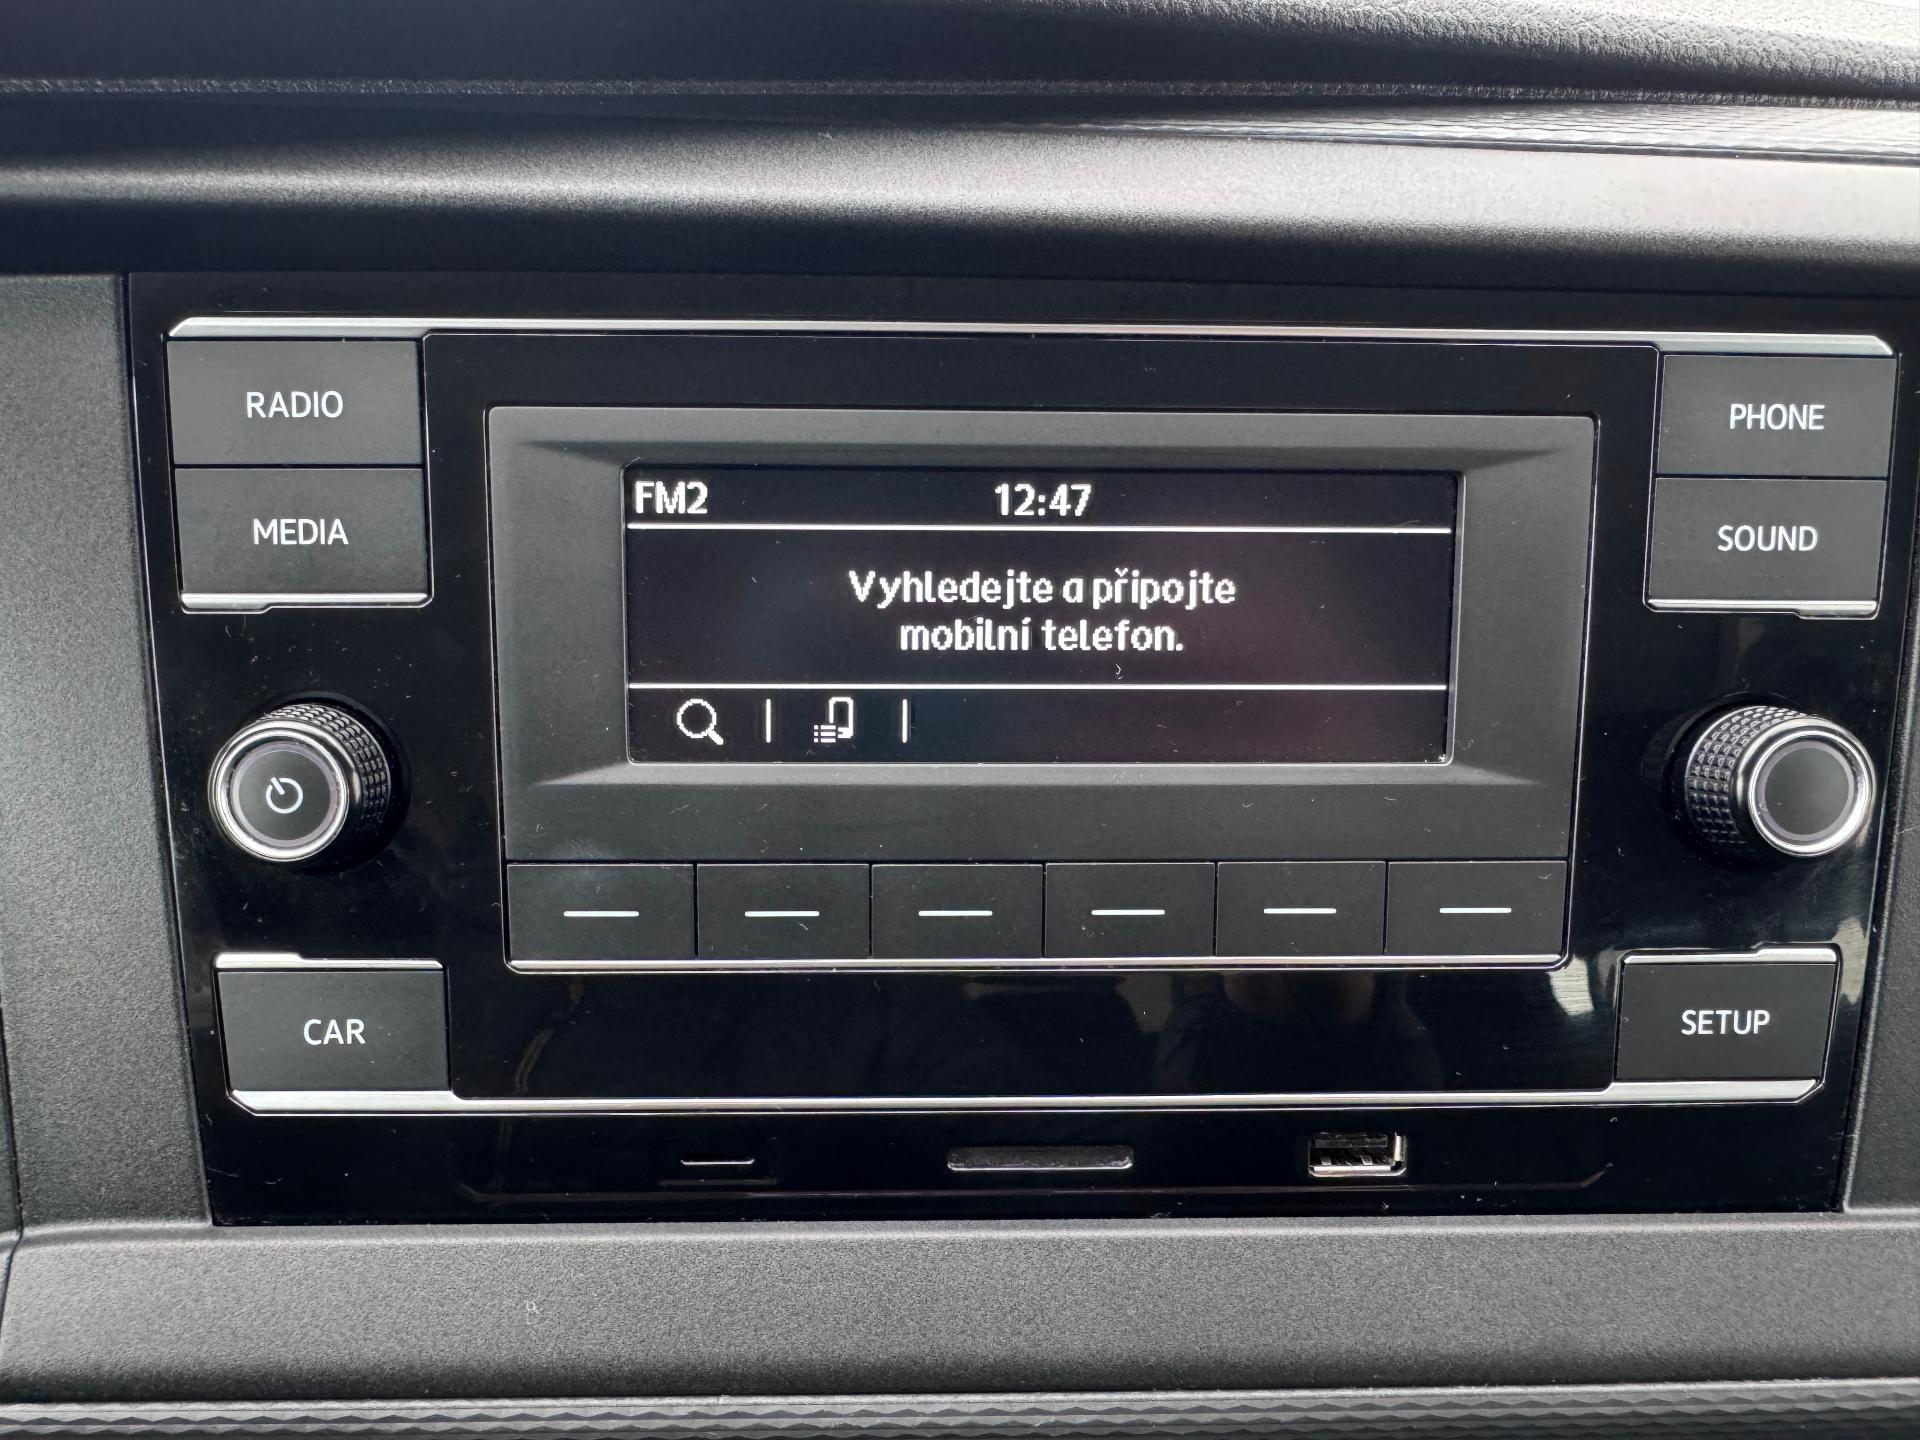 RADIO
MEDIA
PHONE
SOUND
FM2 12:47
Vyhledejte a připojte
mobilní telefon.
CAR
SETUP